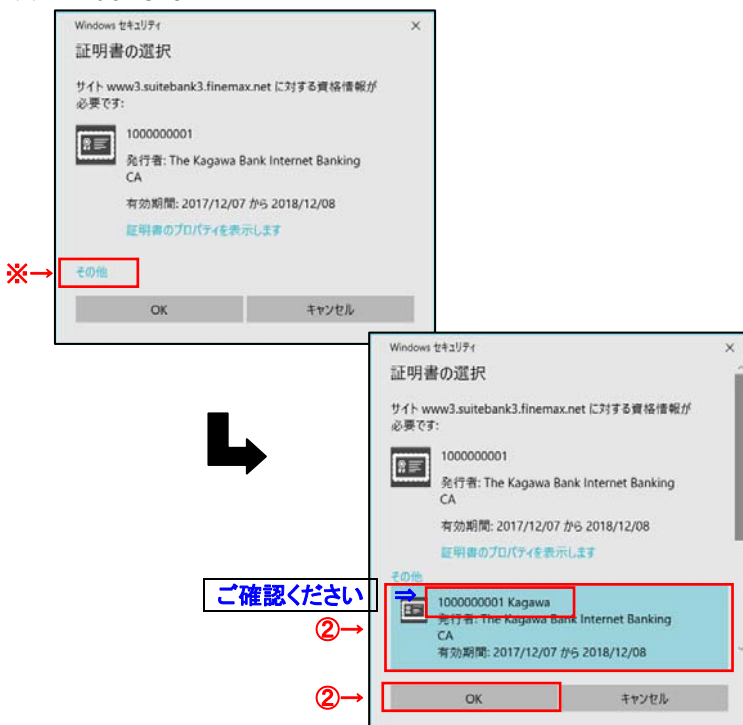 Windows セキュリティ
証明書の選択
サイト www3.suitebank3.finemax.net に対する資格情報が
必要です:
1000000001
発行者: The Kagawa Bank Internet Banking
CA
有効期間: 2017/12/07 から 2018/12/08
証明書のプロパティを表示します
※→
その他
OK
キャンセル
Windows セキュリティ
証明書の選択
サイト www3.suitebank3.finemax.net に対する資格情報が
必要です:
1000000001
発行者: The Kagawa Bank Internet Banking
CA
有効期間: 2017/12/07 から 2018/12/08
証明書のプロパティを表示します
その他
ご確認ください ⇒
1000000001 Kagawa
発行者: The Kagawa Bank Internet Banking
CA
有効期間: 2017/12/07 から 2018/12/08
②→
②→
OK
キャンセル